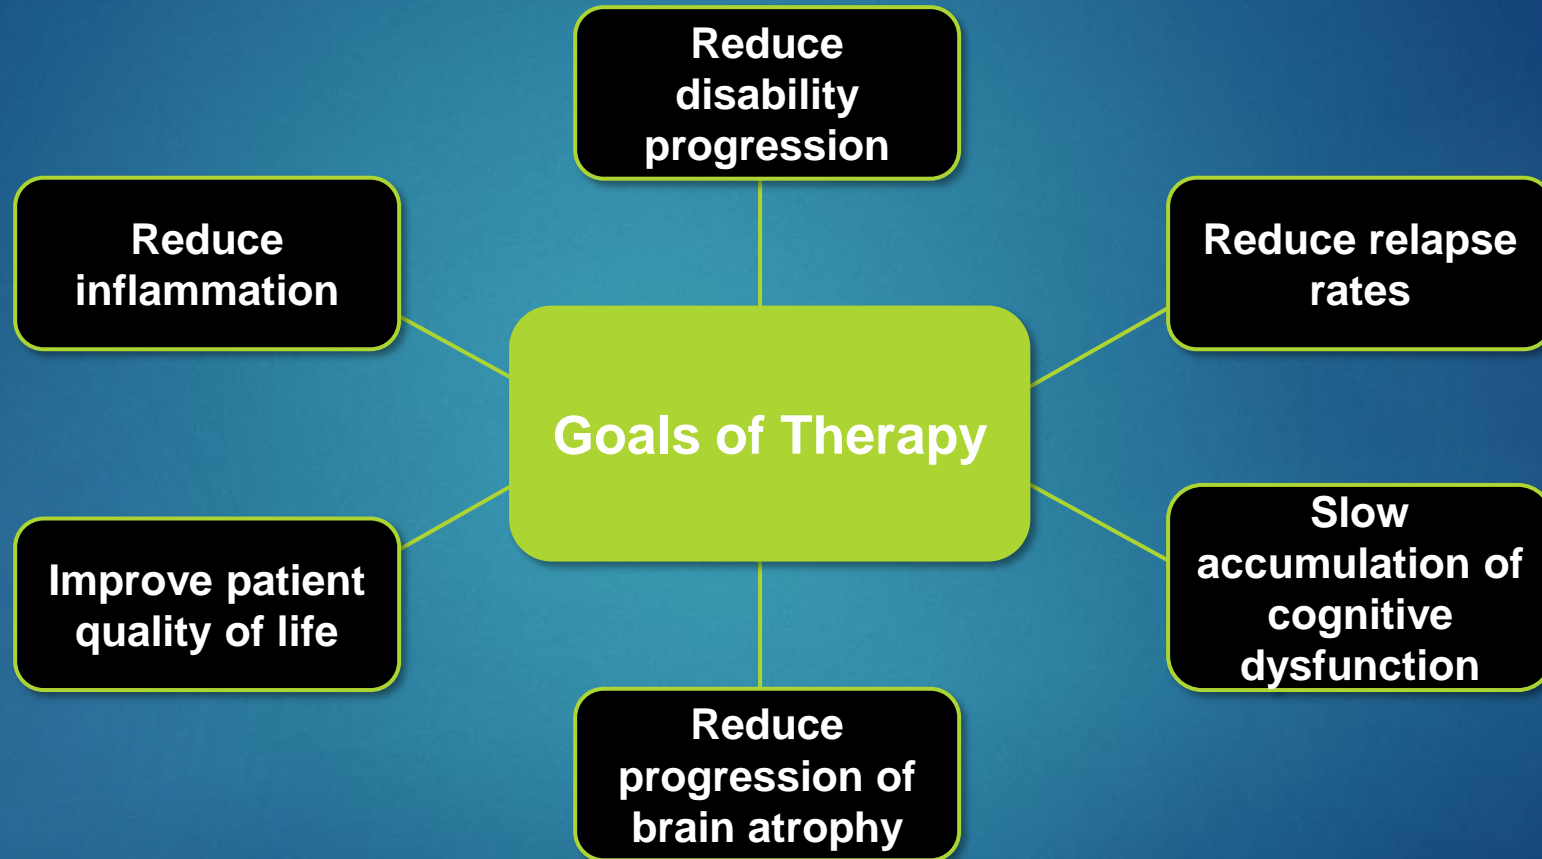 Reduce
disability
progression
Reduce
inflammation
Reduce relapse
rates
Goals of Therapy
Improve patient
quality of life
Slow
accumulation of
cognitive
dysfunction
Reduce
progression of
brain atrophy